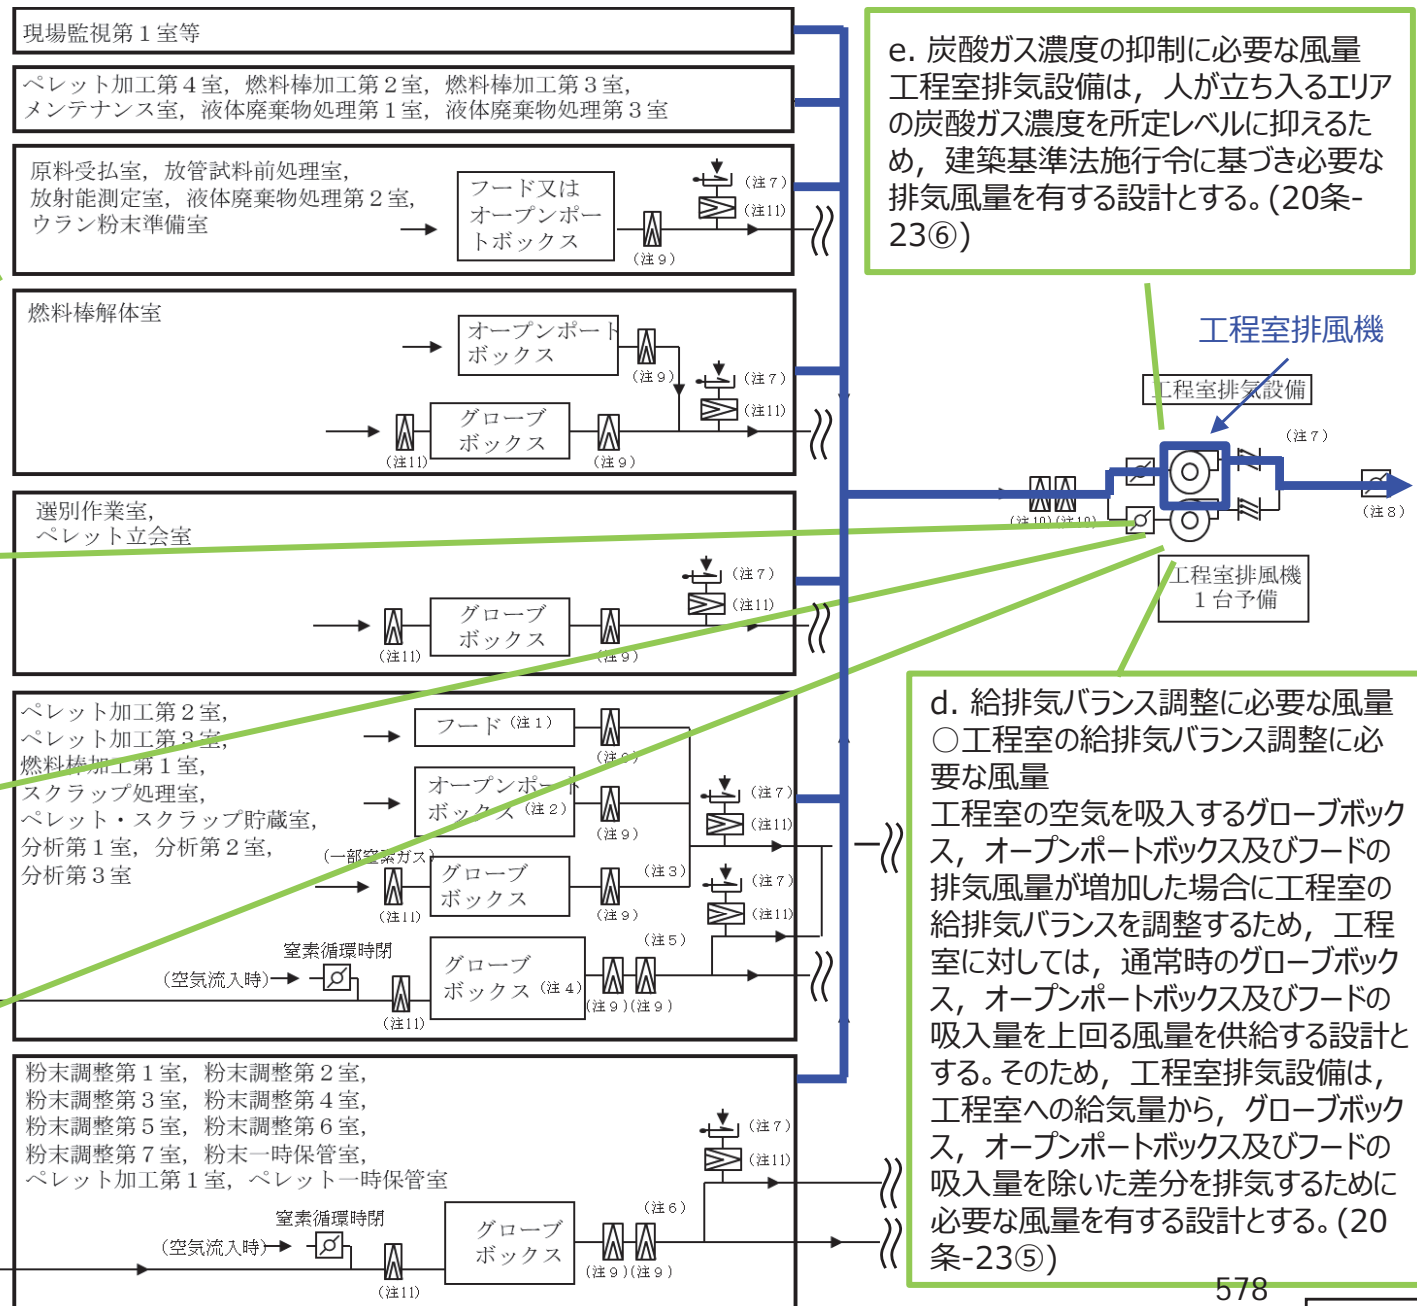 現場監視第１室等
ペレット加工第４室，燃料棒加工第２室，燃料棒加工第３室，
メンテナンス室，液体廃棄物処理第１室，液体廃棄物処理第３室
原料受払室，放管試料前処理室，
放射能測定室，液体廃棄物処理第２室，
ウラン粉末準備室
フード又は
オープンポー
トボックス
(注９)
(注７)
(注11)
燃料棒解体室
オープンポート
ボックス
(注９)
(注７)
(注11)
グローブ
ボックス
(注11)
(注９)
選別作業室，
ペレット立会室
(注７)
(注11)
グローブ
ボックス
(注11)
(注９)
ペレット加工第２室，
ペレット加工第３室，
燃料棒加工第１室，
スクラップ処理室，
ペレット・スクラップ貯蔵室，
分析第１室，分析第２室，
分析第３室
フード(注１)
(注９)
オープンポート
ボックス(注２)
(注９)
(注７)
(注11)
(一部窒素ガス)
グローブ
ボックス
(注11)
(注９)
(注３)
(注７)
(注11)
(注５)
窒素循環時閉
(空気流入時)
グローブ
ボックス(注４)
(注11)
(注９)(注９)
粉末調整第１室，粉末調整第２室，
粉末調整第３室，粉末調整第４室，
粉末調整第５室，粉末調整第６室，
粉末調整第７室，粉末一時保管室，
ペレット加工第１室，ペレット一時保管室
(注７)
(注11)
(注６)
窒素循環時閉
(空気流入時)
グローブ
ボックス
(注11)
(注９)(注９)
e. 炭酸ガス濃度の抑制に必要な風量
工程室排気設備は，人が立ち入るエリア
の炭酸ガス濃度を所定レベルに抑えるた
め，建築基準法施行令に基づき必要な
排気風量を有する設計とする。(20条-
23⑥)
工程室排風機
工程室排気設備
(注７)
(注10)(注10)
(注８)
工程室排風機
１台予備
d. 給排気バランス調整に必要な風量
○工程室の給排気バランス調整に必
要な風量
工程室の空気を吸入するグローブボック
ス，オープンポートボックス及びフードの
排気風量が増加した場合に工程室の
給排気バランスを調整するため，工程
室に対しては，通常時のグローブボック
ス，オープンポートボックス及びフードの
吸入量を上回る風量を供給する設計と
する。そのため，工程室排気設備は，
工程室への給気量から，グローブボック
ス，オープンポートボックス及びフードの
吸入量を除いた差分を排気するために
必要な風量を有する設計とする。(20
条-23⑤)
578